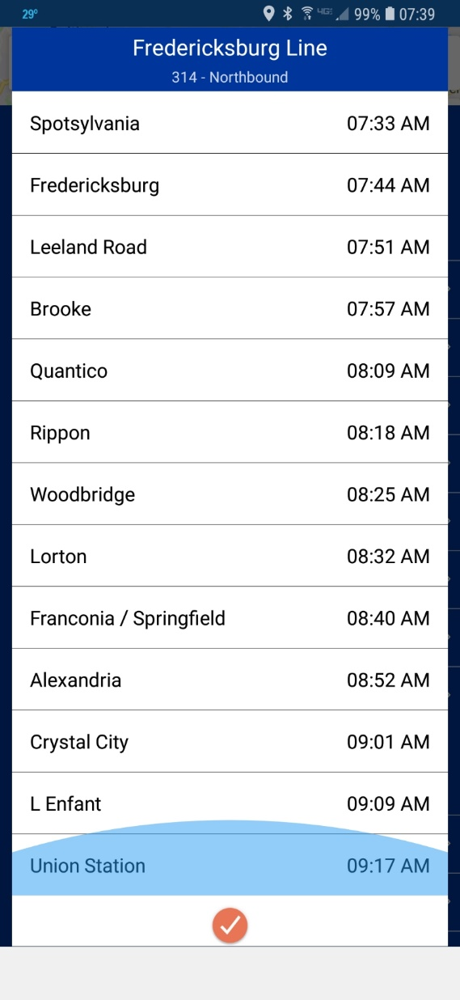 29°
4G 99% 07:39
Fredericksburg Line
314 - Northbound
Spotsylvania 07:33 AM
Fredericksburg 07:44 AM
Leeland Road 07:51 AM
Brooke 07:57 AM
Quantico 08:09 AM
Rippon 08:18 AM
Woodbridge 08:25 AM
Lorton 08:32 AM
Franconia / Springfield 08:40 AM
Alexandria 08:52 AM
Crystal City 09:01 AM
L Enfant 09:09 AM
Union Station 09:17 AM